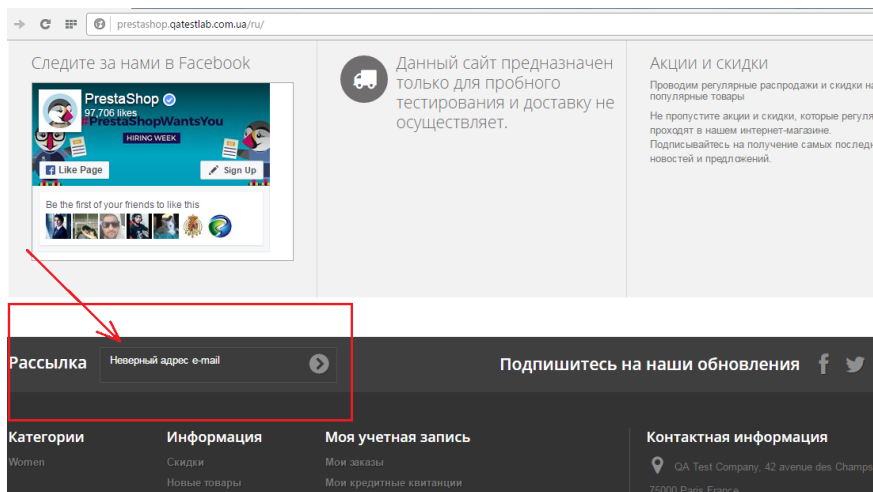 prestashop.qatestlab.com.ua/ru/
Следите за нами в Facebook
PrestaShop
97,706 likes
#PrestaShopWantsYou
HIRING WEEK
Like Page
Sign Up
Be the first of your friends to like this
Данный сайт предназначен
только для пробного
тестирования и доставку не
осуществляет.
Акции и скидки
Проводим регулярные распродажи и скидки на
популярные товары
Не пропустите акции и скидки, которые регуля
проходят в нашем интернет-магазине.
Подписывайтесь на получение самых последн
новостей и предложений.
Рассылка
Неверный адрес e-mail
Подпишитесь на наши обновления
Категории
Women
Информация
Скидки
Новые товары
Моя учетная запись
Мои заказы
Мои кредитные квитанции
Контактная информация
QA Test Company, 42 avenue des Champs
75000 Paris France